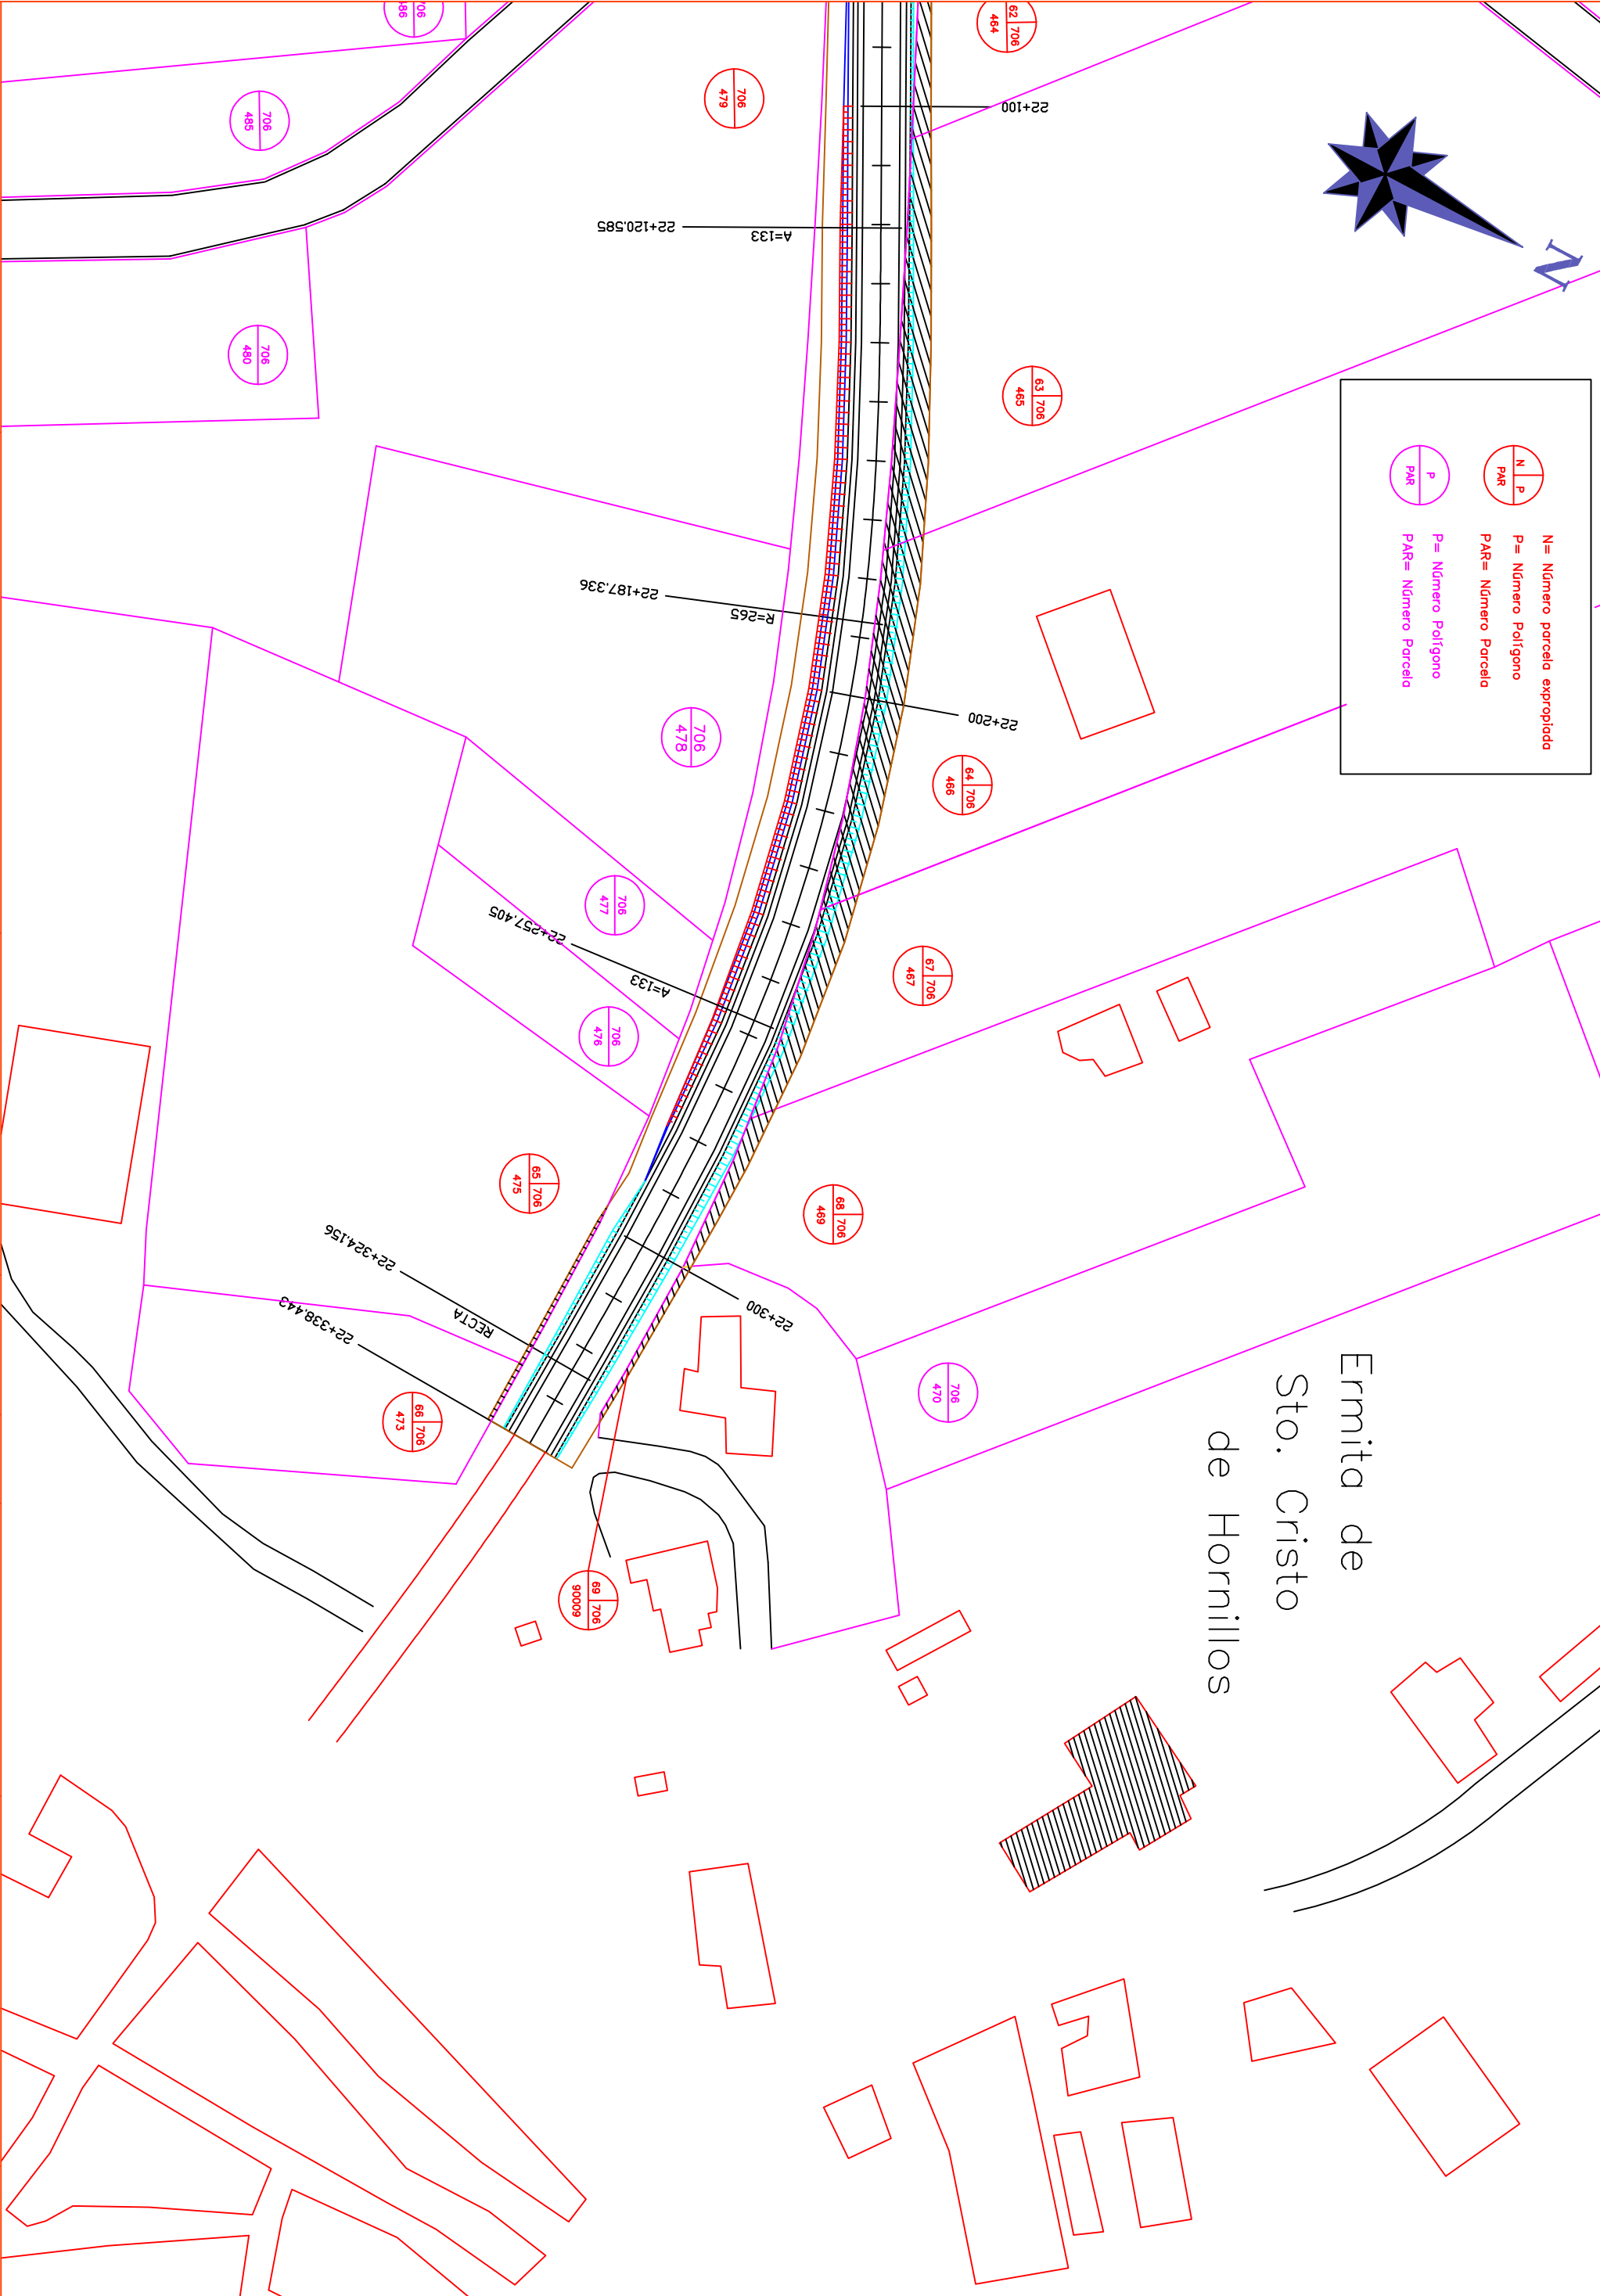 N
N P
PAR
N= Número parcela expropiada
P= Número Polígono
PAR= Número Parcela
P
PAR
P= Número Polígono
PAR= Número Parcela
Ermita de
Sto. Cristo
de Hornillos
62 706
464
63 706
465
64 706
466
67 706
467
68 706
469
706
470
69 706
90009
22+100
22+200
22+300
706
479
22+120.585
A=133
22+187.336
R=265
706
478
706
477
22+257.405
A=133
706
476
65 706
475
22+324.156
RECTA
22+338.443
66 706
473
706
486
706
485
706
480